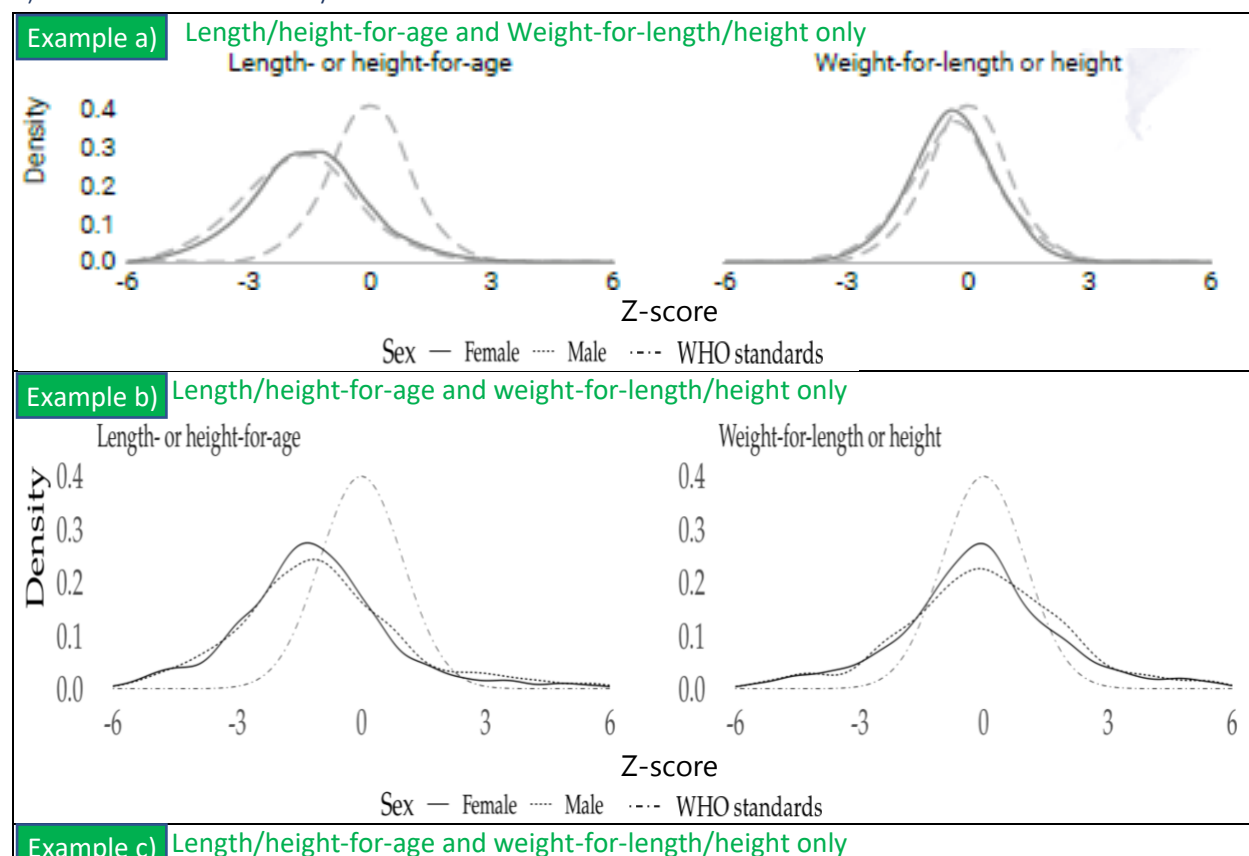 Example a) Length/height-for-age and Weight-for-length/height only
Length- or height-for-age Weight-for-length or height
Density
0.4
0.3
0.2
0.1
0.0
-6 -3 0 3 6 -6 -3 0 3 6
Z-score
Sex Female Male WHO standards
Example b) Length/height-for-age and weight-for-length/height only
Length- or height-for-age Weight-for-length or height
Density
0.4 0.4
0.3 0.3
0.2 0.2
0.1 0.1
0.0 0.0
-6 -3 0 3 6 -6 -3 0 3 6
Z-score
Sex Female Male WHO standards
Example c) Length/height-for-age and weight-for-length/height only